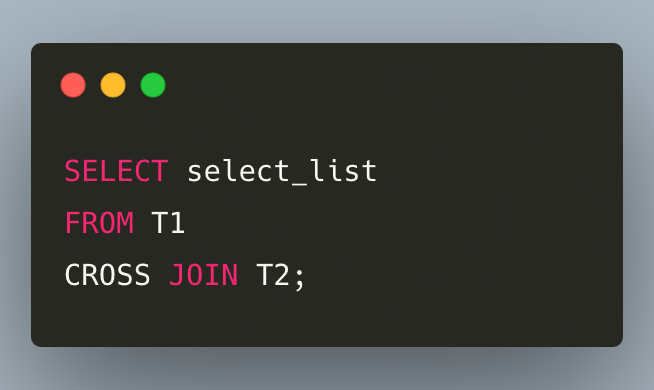 SELECT select_list
FROM T1
CROSS JOIN T2;